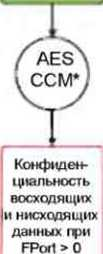 AES
CCM*
Конфиден-
циальность
восходящих
и нисходящих
данных при
FPort > 0